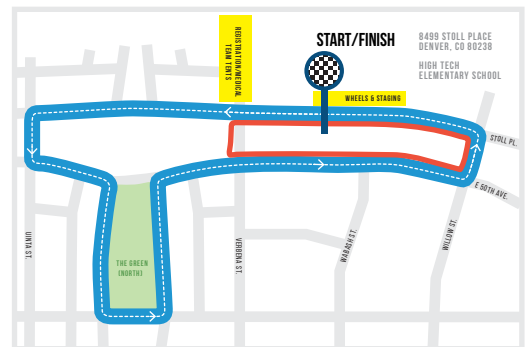 REGISTRATION/MEDICAL
TEAM TENTS
START/FINISH
8499 STOLL PLACE
DENVER, CO 80238
HIGH TECH
ELEMENTARY SCHOOL
WHEELS & STAGING
STOLL PL.
E 50TH AVE.
UINTA ST.
VERBENA ST.
WABASH ST.
WILLOW ST.
THE GREEN
(NORTH)